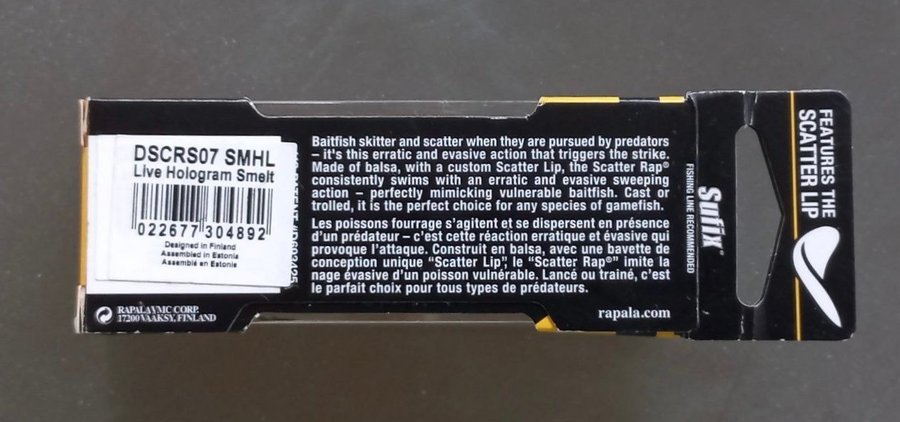 DSCRS07 SMHL
Live Hologram Smelt
022677 304892
Designed in Finland
Assembled in Estonia
Assemblé en Estonie
RAPALA VMC CORP.
17200 VAAKSY, FINLAND
Baitfish skitter and scatter when they are pursued by predators
– it's this erratic and evasive action that triggers the strike.
Made of balsa, with a custom Scatter Lip, the Scatter Rap®
consistently swims with an erratic and evasive sweeping
action – perfectly mimicking vulnerable baitfish. Cast or
trolled, it is the perfect choice for any species of gamefish.
Les poissons fourrage s'agitent et se dispersent en présence
d'un prédateur – c'est cette réaction erratique et évasive qui
provoque l'attaque. Construit en balsa, avec une bavette de
conception unique “Scatter Lip”, le “Scatter Rap®” imite la
nage évasive d'un poisson vulnérable. Lancé ou traîné, c'est
le parfait choix pour tous types de prédateurs.
rapala.com
Sufix®
FISHING LINE RECOMMENDED
FEATURES THE
SCATTER LIP